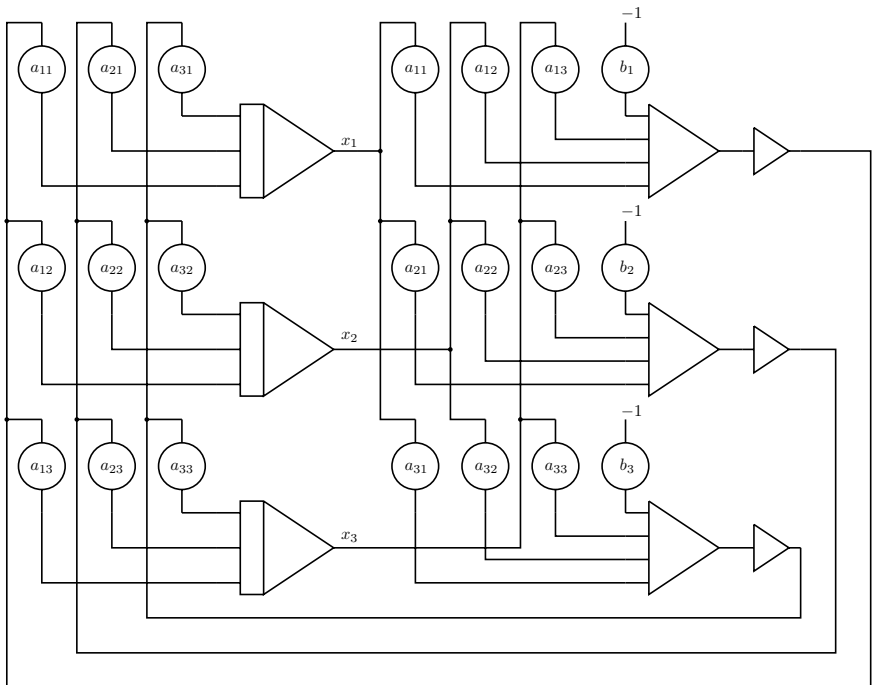 −1
a₁₁ a₂₁ a₃₁ a₁₁ a₁₂ a₁₃ b₁
x₁
−1
a₁₂ a₂₂ a₃₂ a₂₁ a₂₂ a₂₃ b₂
x₂
−1
a₁₃ a₂₃ a₃₃ a₃₁ a₃₂ a₃₃ b₃
x₃